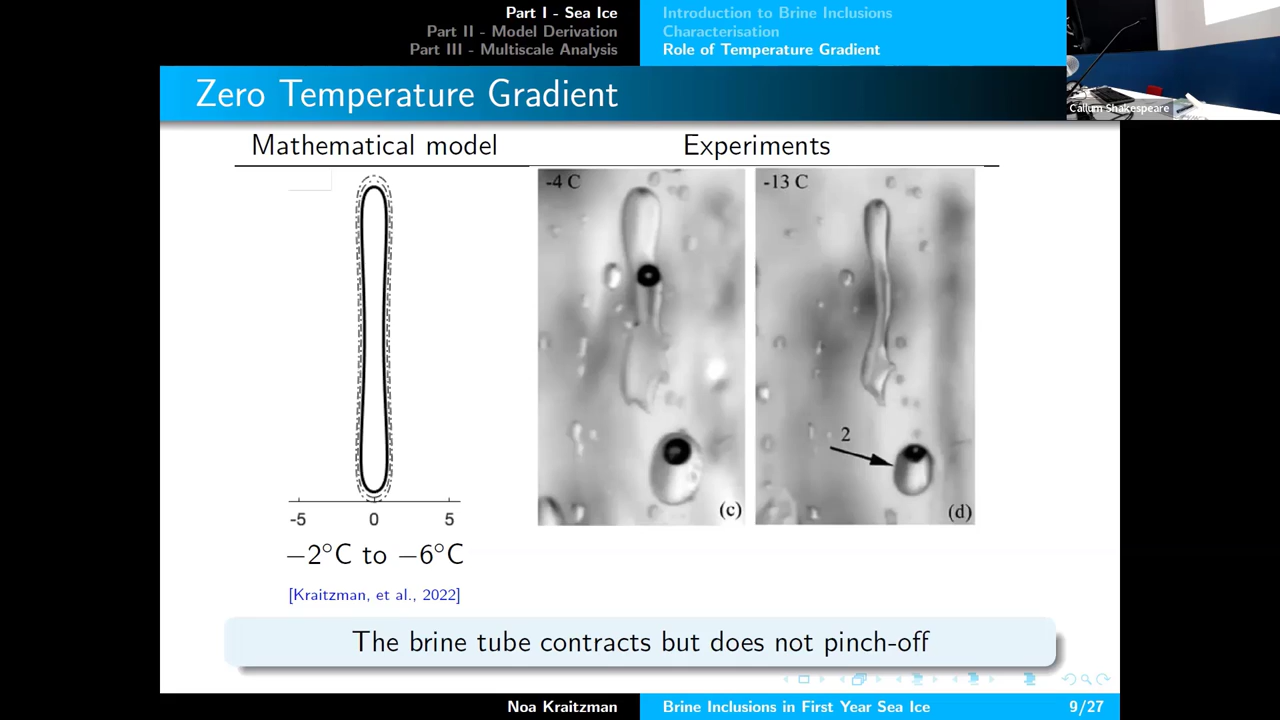 Part I - Sea Ice
Part II - Model Derivation
Part III - Multiscale Analysis
Introduction to Brine Inclusions
Characterisation
Role of Temperature Gradient
Callum Shakespeare
Zero Temperature Gradient
Mathematical model
Experiments
-4 C
-13 C
2
(c)
(d)
-5 0 5
−2°C to −6°C
[Kraitzman, et al., 2022]
The brine tube contracts but does not pinch-off
Noa Kraitzman
Brine Inclusions in First Year Sea Ice
9/27